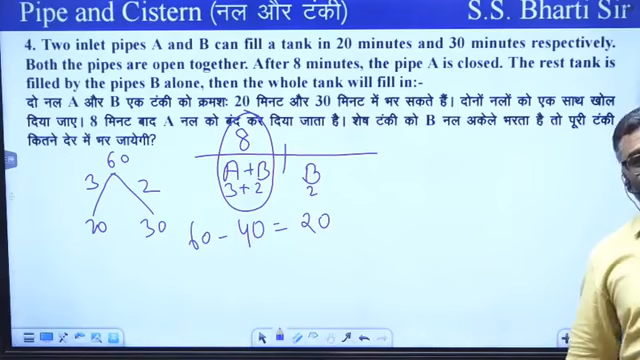 Pipe and Cistern (नल और टंकी) S.S. Bharti Sir
4. Two inlet pipes A and B can fill a tank in 20 minutes and 30 minutes respectively.
Both the pipes are open together. After 8 minutes, the pipe A is closed. The rest tank is
filled by the pipes B alone, then the whole tank will fill in:-
दो नल A और B एक टंकी को क्रमशः 20 मिनट और 30 मिनट में भर सकते हैं। दोनों नलों को एक साथ खोल
दिया जाए। 8 मिनट बाद A नल को बंद कर दिया जाता है। शेष टंकी को B नल अकेले भरता है तो पूरी टंकी
कितने देर में भर जायेगी?
60
3 2
20 30
8
A+B B
3+2 2
60 - 40 = 20